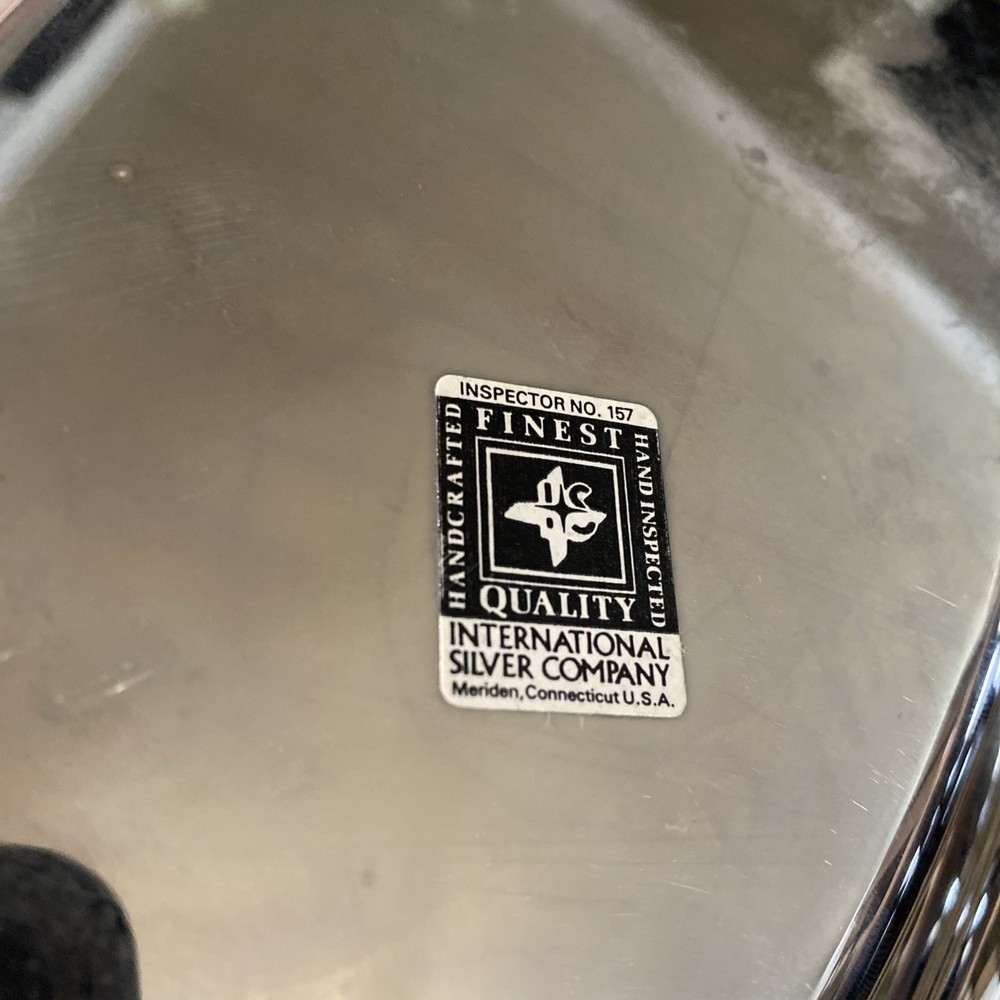 INSPECTOR NO. 157
FINEST
HANDCRAFTED
HAND INSPECTED
QUALITY
INTERNATIONAL
SILVER COMPANY
Meriden, Connecticut U.S.A.